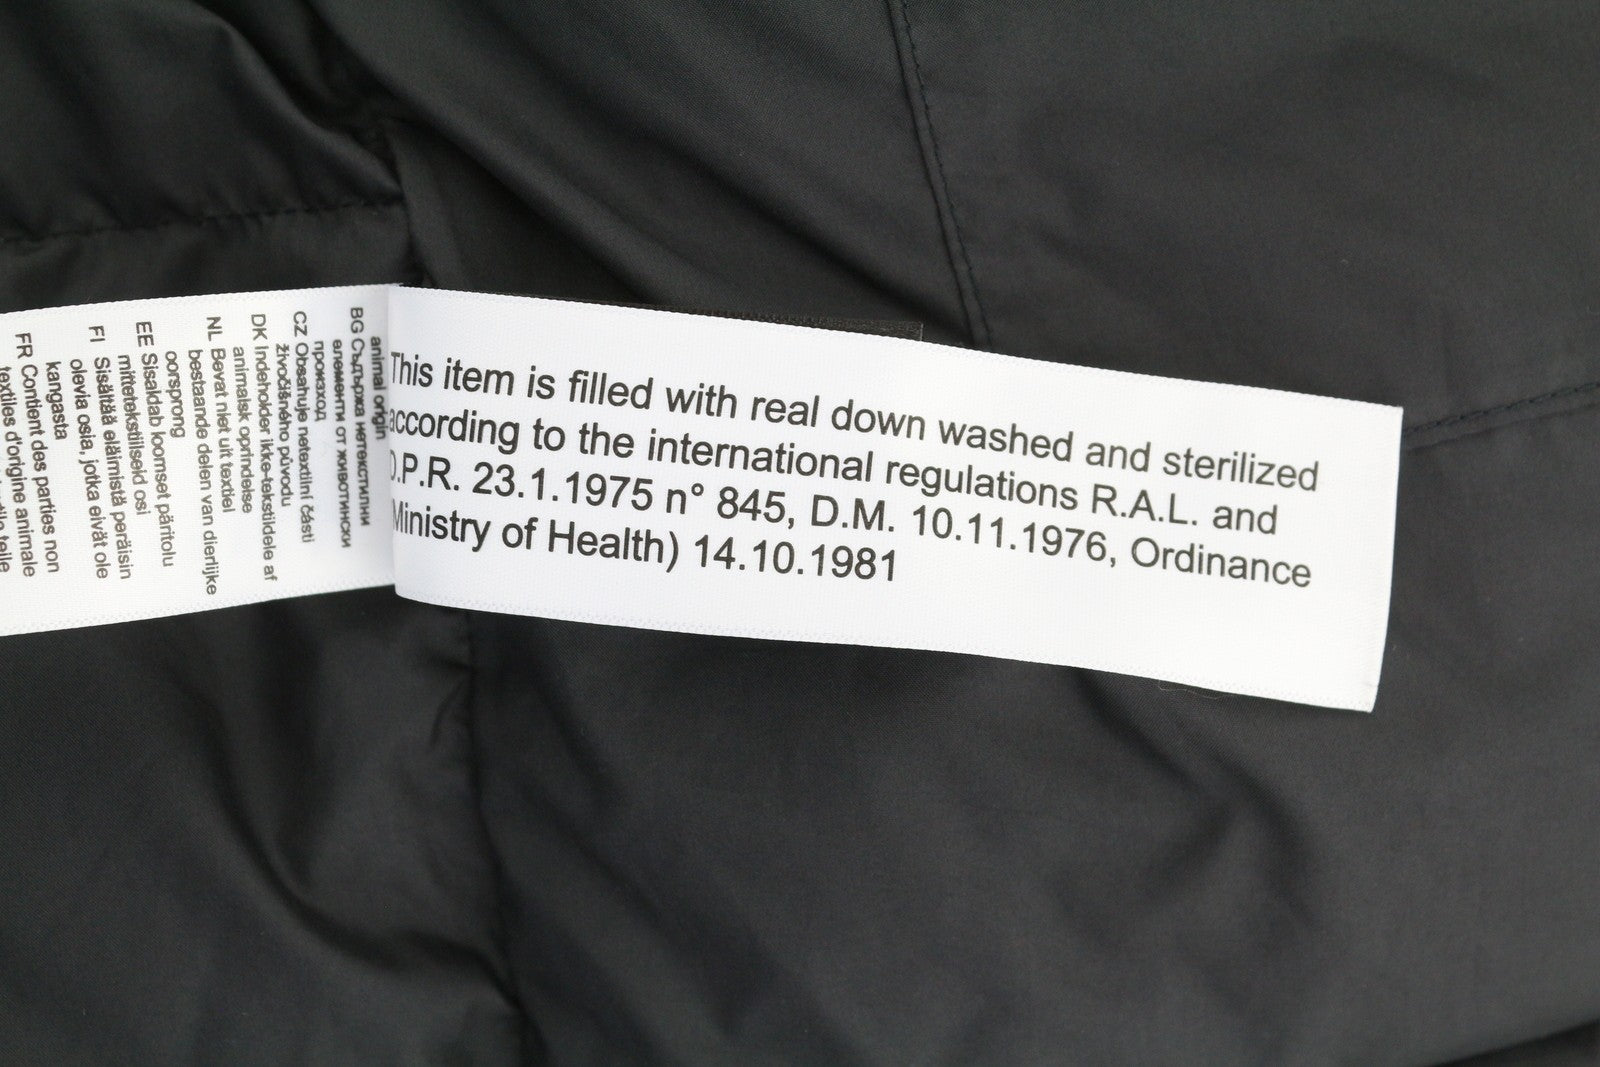 This item is filled with real down washed and sterilized
according to the international regulations R.A.L. and
D.P.R. 23.1.1975 n° 845, D.M. 10.11.1976, Ordinance
Ministry of Health) 14.10.1981
animal origin
BG Съдържа нетекстилни
елементи от животински
произход
CZ Obsahuje netextilní části
živočišného původu
DK Indeholder ikke-tekstildele af
animalsk oprindelse
NL Bevat niet uit textiel
bestaande delen van dierlijke
oorsprong
EE Sisaldab loomset päritolu
mittetekstiilseid osi
FI Sisältää eläimistä peräisin
olevia osia, jotka eivät ole
kangasta
FR Contient des parties non
textiles d'origine animale